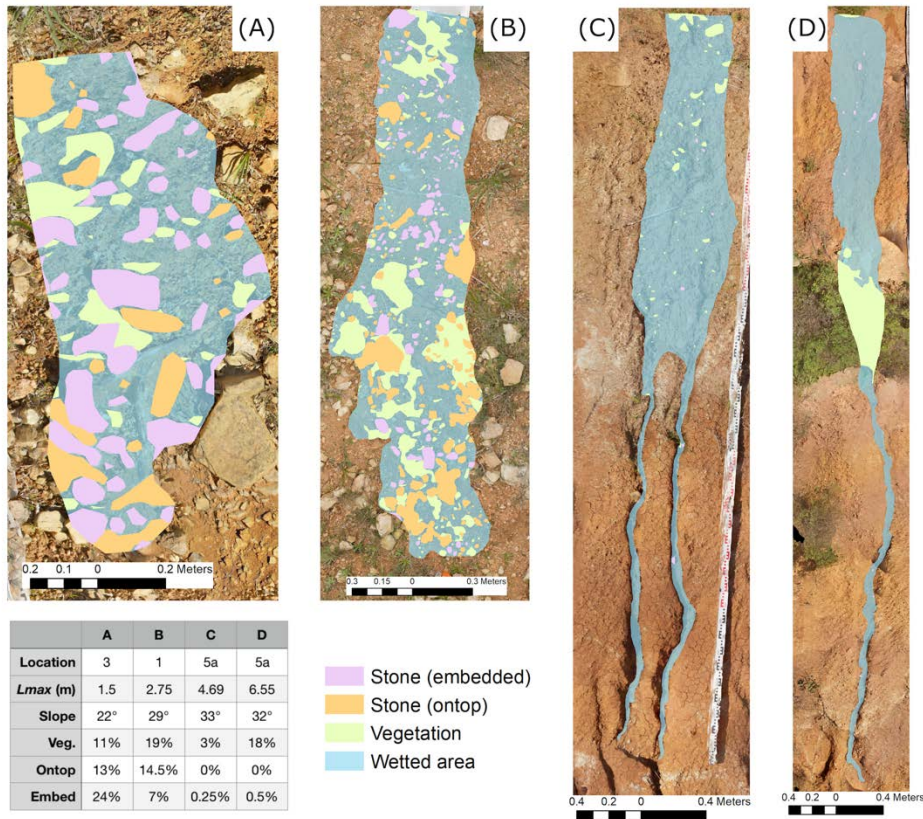 (A)
(B)
(C)
(D)
0.2 0.1 0 0.2 Meters
0.3 0.15 0 0.3 Meters
0.4 0.2 0 0.4 Meters
0.4 0.2 0 0.4 Meters
A B C D
Location 3 1 5a 5a
Lmax (m) 1.5 2.75 4.69 6.55
Slope 22° 29° 33° 32°
Veg. 11% 19% 3% 18%
Ontop 13% 14.5% 0% 0%
Embed 24% 7% 0.25% 0.5%
Stone (embedded)
Stone (ontop)
Vegetation
Wetted area